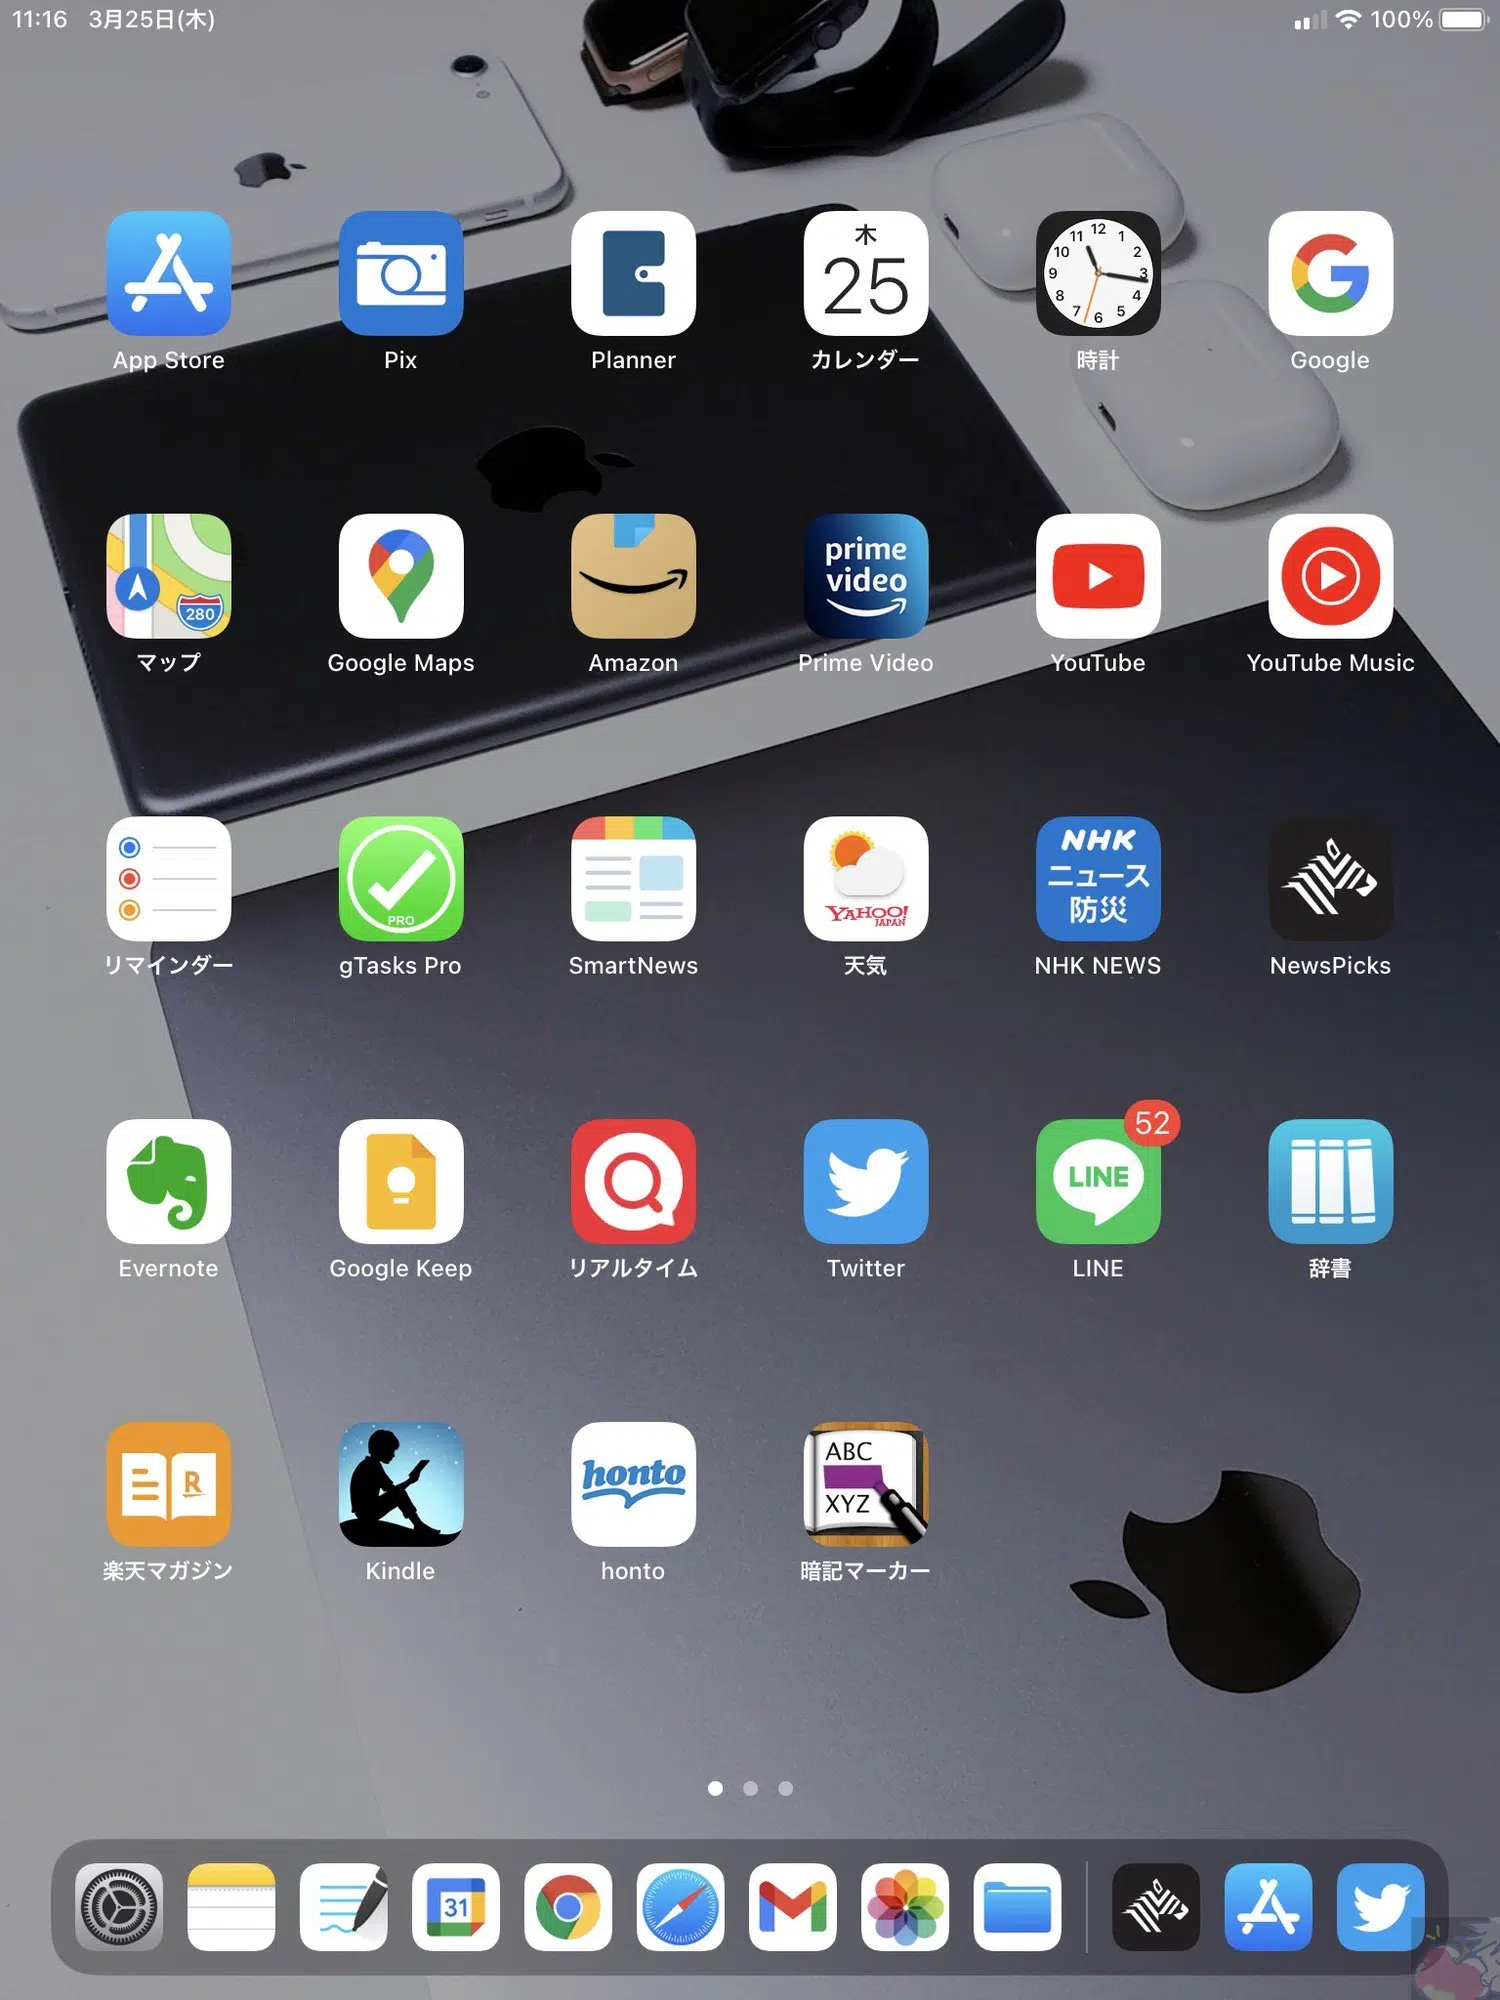 11:16 3月25日(木)
100%
木
25
12
11 1
10 2
9 3
8 4
7 5
6
App Store Pix Planner カレンダー 時計 Google
280
prime
video
マップ Google Maps Amazon Prime Video YouTube YouTube Music
PRO
YAHOO!
JAPAN
NHK
ニュース
防災
リマインダー gTasks Pro SmartNews 天気 NHK NEWS NewsPicks
LINE
52
Evernote Google Keep リアルタイム Twitter LINE 辞書
R
honto
ABC
XYZ
楽天マガジン Kindle honto 暗記マーカー
31